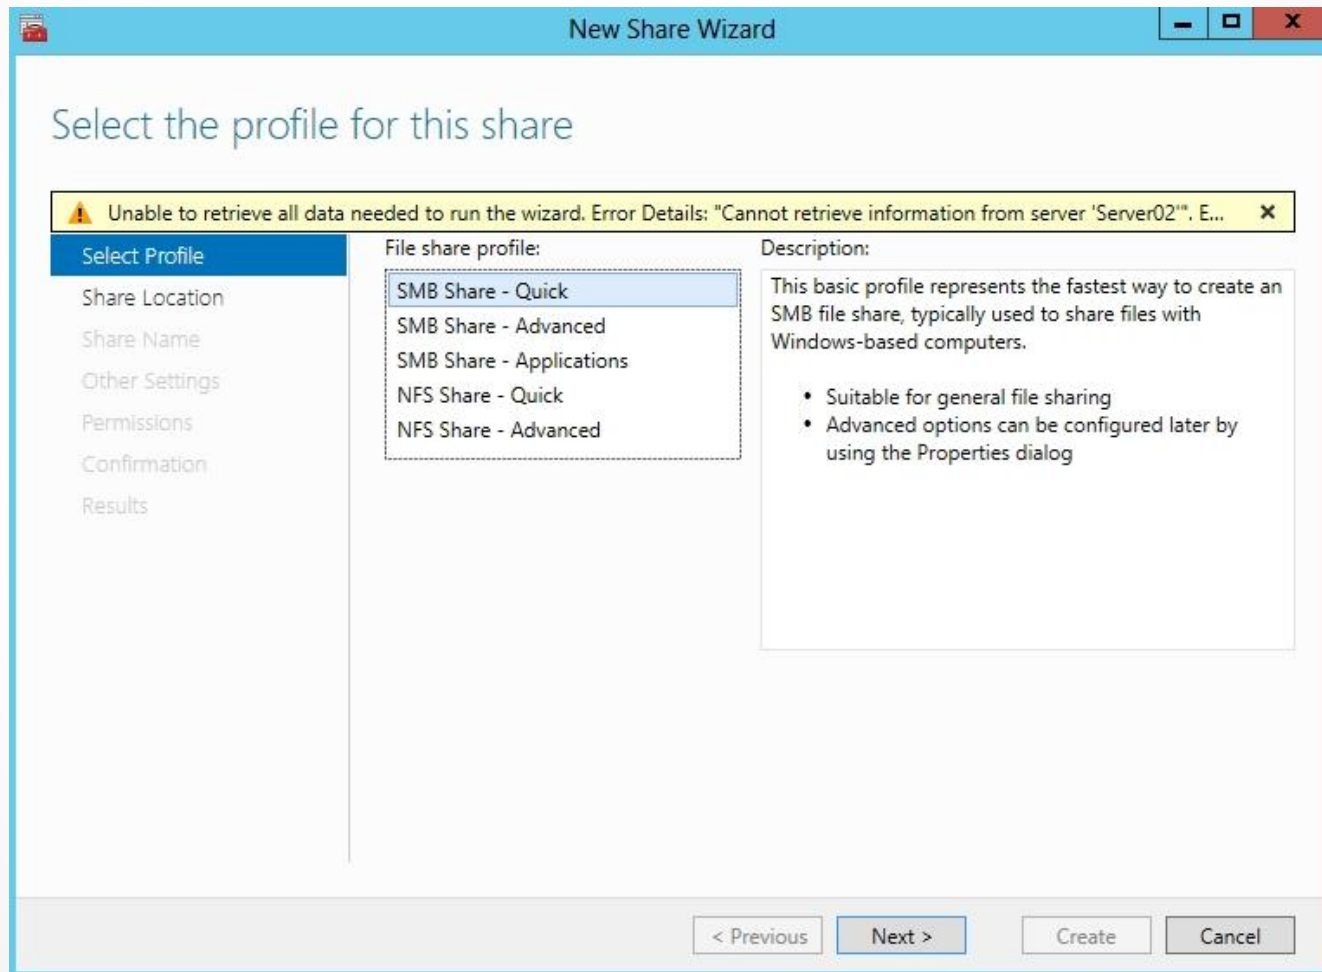 New Share Wizard
Select the profile for this share
Unable to retrieve all data needed to run the wizard. Error Details: "Cannot retrieve information from server 'Server02'". E...
Select Profile
Share Location
Share Name
Other Settings
Permissions
Confirmation
Results
File share profile:
SMB Share - Quick
SMB Share - Advanced
SMB Share - Applications
NFS Share - Quick
NFS Share - Advanced
Description:
This basic profile represents the fastest way to create an
SMB file share, typically used to share files with
Windows-based computers.
• Suitable for general file sharing
• Advanced options can be configured later by
using the Properties dialog
< Previous
Next >
Create
Cancel